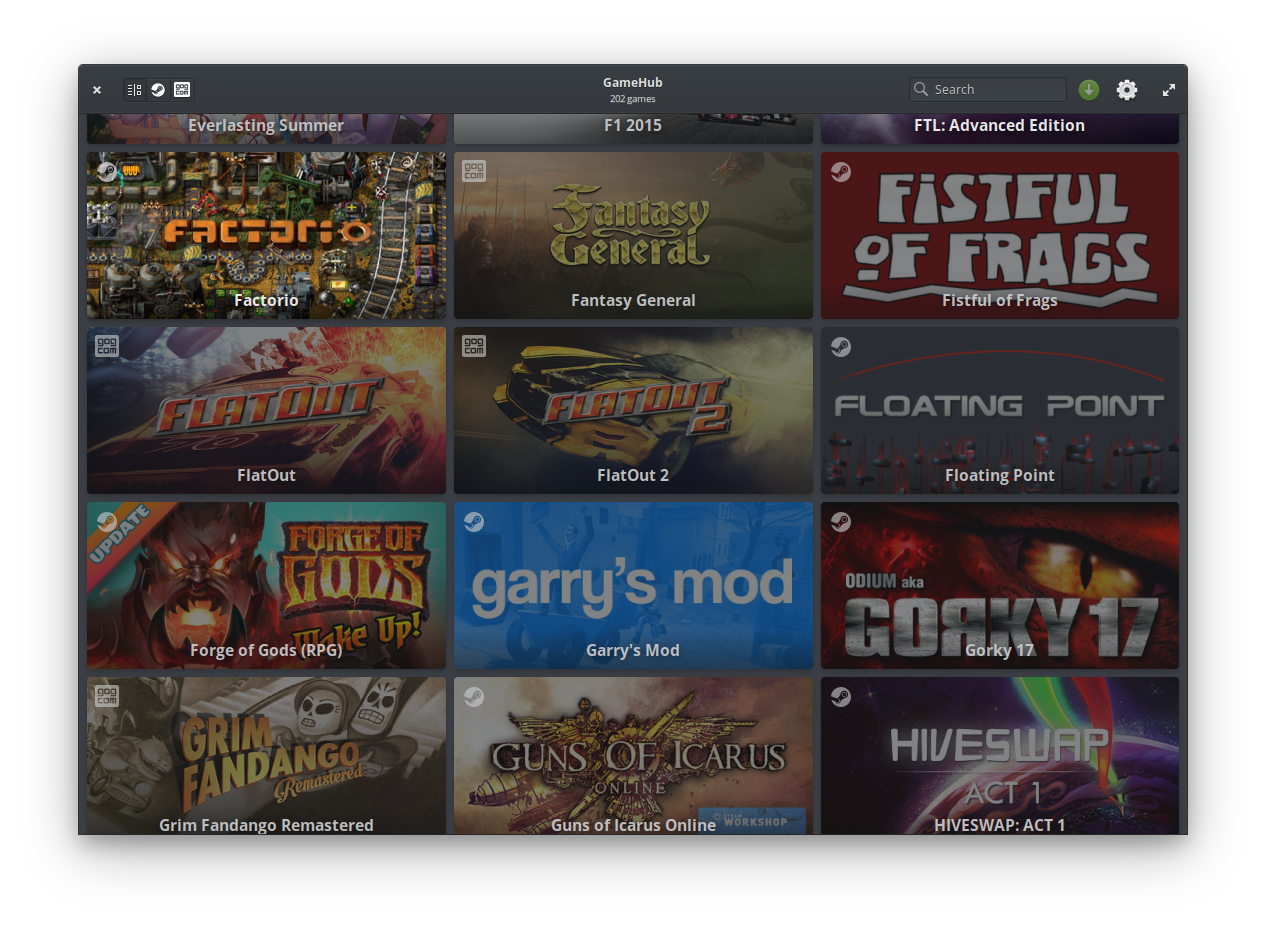 GameHub
202 games
gog
com
Search
Everlasting Summer
F1 2015
FTL: Advanced Edition
FACTORIO
Factorio
gog
com
Fantasy
General
Fantasy General
FiSTFUL
OF FRAGS
Fistful of Frags
gog
com
FLATOUT
FlatOut
gog
com
FLATOUT
2
FlatOut 2
FLOATING POINT
Floating Point
UPDATE
FORGE OF
GODS
Wake Up!
Forge of Gods (RPG)
garry's mod
Garry's Mod
ODIUM aka
GOЯKY 17
Gorky 17
gog
com
GRIM
FANDANGO
Remastered
Grim Fandango Remastered
GUNS OF ICARUS
ONLINE
STEAM
WORKSHOP
Guns of Icarus Online
HIVESWAP
ACT 1
HIVESWAP: ACT 1